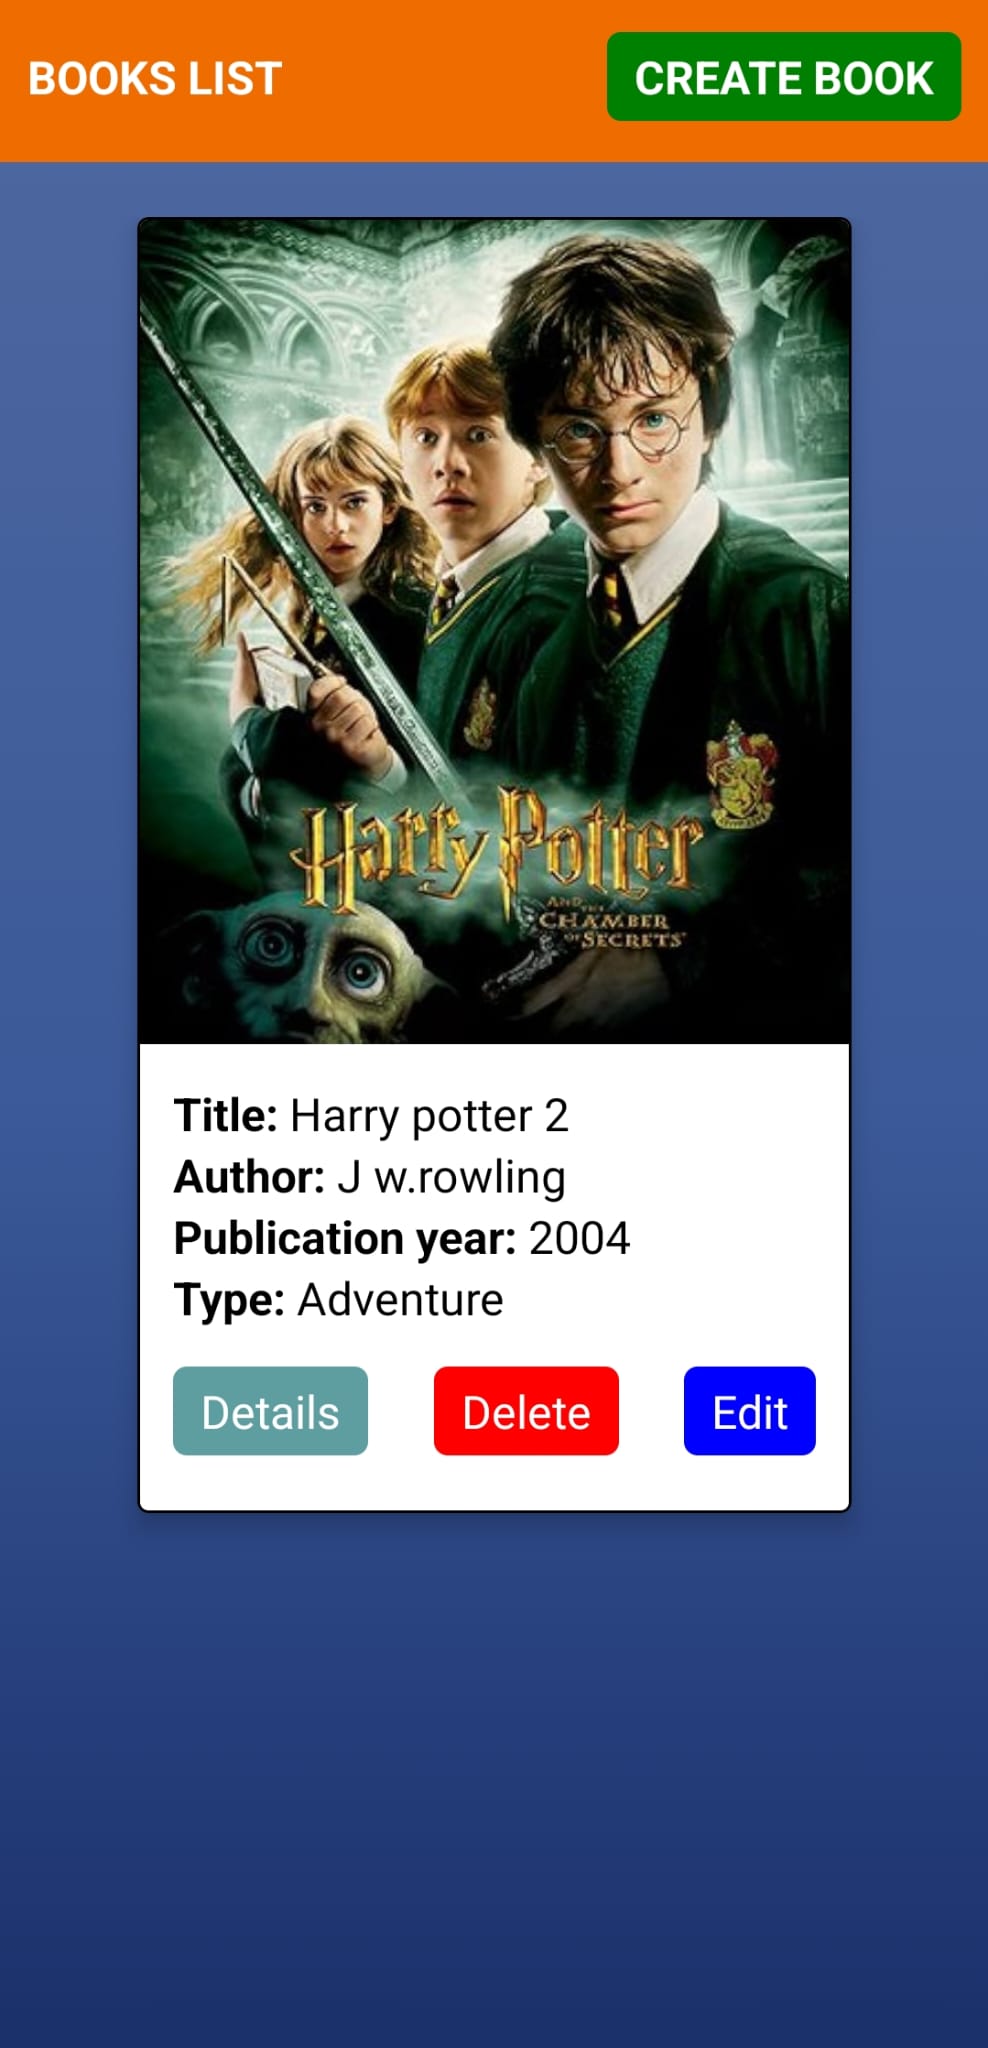 BOOKS LIST
CREATE BOOK
Harry Potter
AND THE
CHAMBER
OF SECRETS
Title: Harry potter 2
Author: J w.rowling
Publication year: 2004
Type: Adventure
Details
Delete
Edit